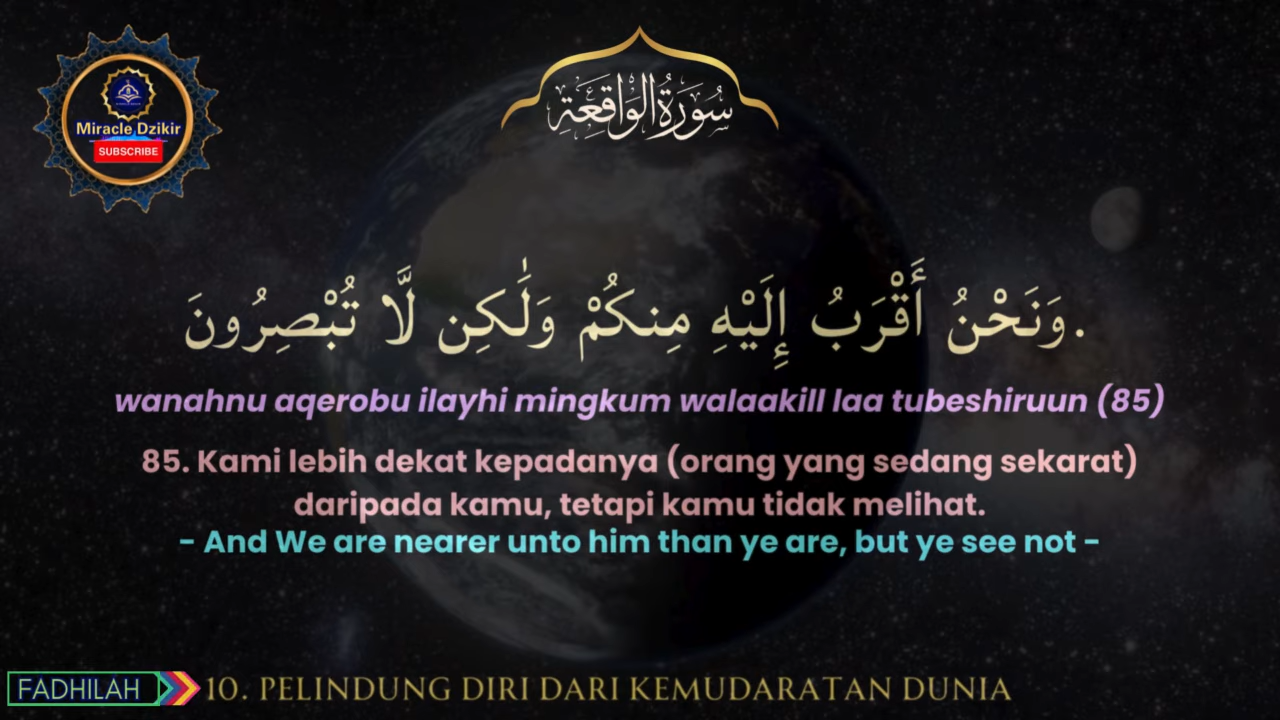 Miracle Dzikir
SUBSCRIBE
سُورَةُ الْوَاقِعَةِ
وَنَحْنُ أَقْرَبُ إِلَيْهِ مِنكُمْ وَلَٰكِن لَّا تُبْصِرُونَ.
wanahnu aqerobu ilayhi mingkum walaakill laa tubeshiruun (85)
85. Kami lebih dekat kepadanya (orang yang sedang sekarat)
daripada kamu, tetapi kamu tidak melihat.
- And We are nearer unto him than ye are, but ye see not -
FADHILAH 10. PELINDUNG DIRI DARI KEMUDARATAN DUNIA